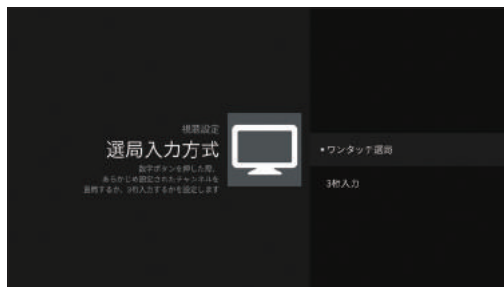 視聴設定
選局入力方式
数字ボタンを押した際、
あらかじめ設定されたチャンネルを
選局するか、3桁入力するかを設定します
•ワンタッチ選局
3桁入力